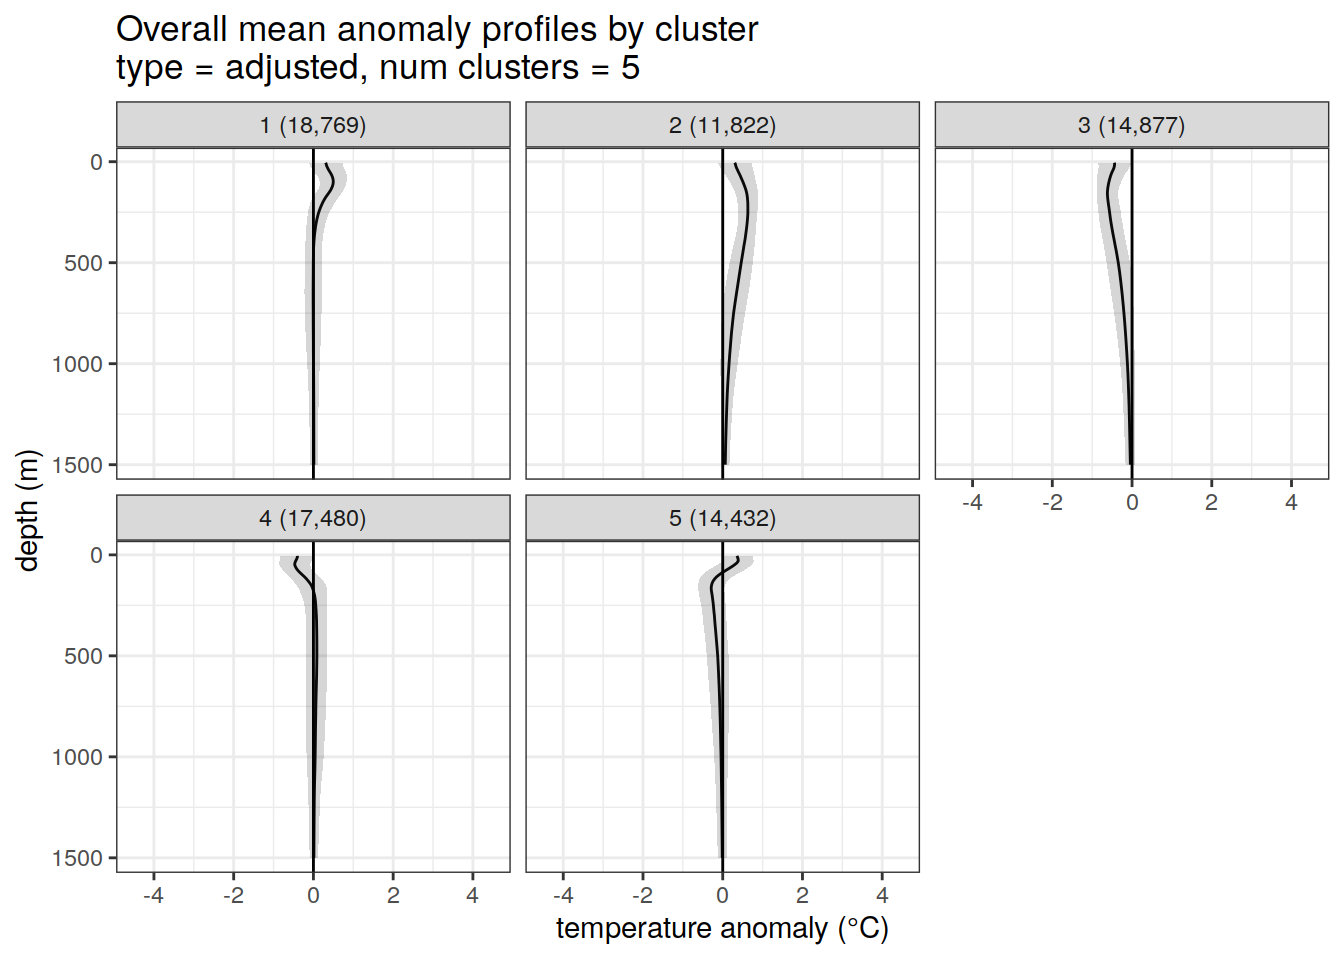 Overall mean anomaly profiles by cluster
type = adjusted, num clusters = 5
1 (18,769)
2 (11,822)
3 (14,877)
0
500
1000
1500
-4 -2 0 2 4
4 (17,480)
5 (14,432)
0
500
1000
1500
-4 -2 0 2 4
-4 -2 0 2 4
depth (m)
temperature anomaly (°C)